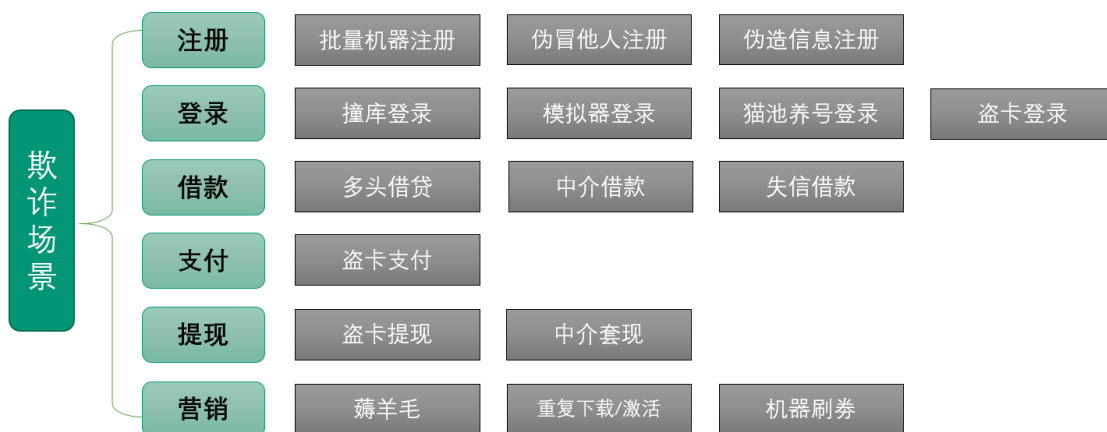 欺诈场景
注册
批量机器注册
伪冒他人注册
伪造信息注册
登录
撞库登录
模拟器登录
猫池养号登录
盗卡登录
借款
多头借贷
中介借款
失信借款
支付
盗卡支付
提现
盗卡提现
中介套现
营销
薅羊毛
重复下载/激活
机器刷券